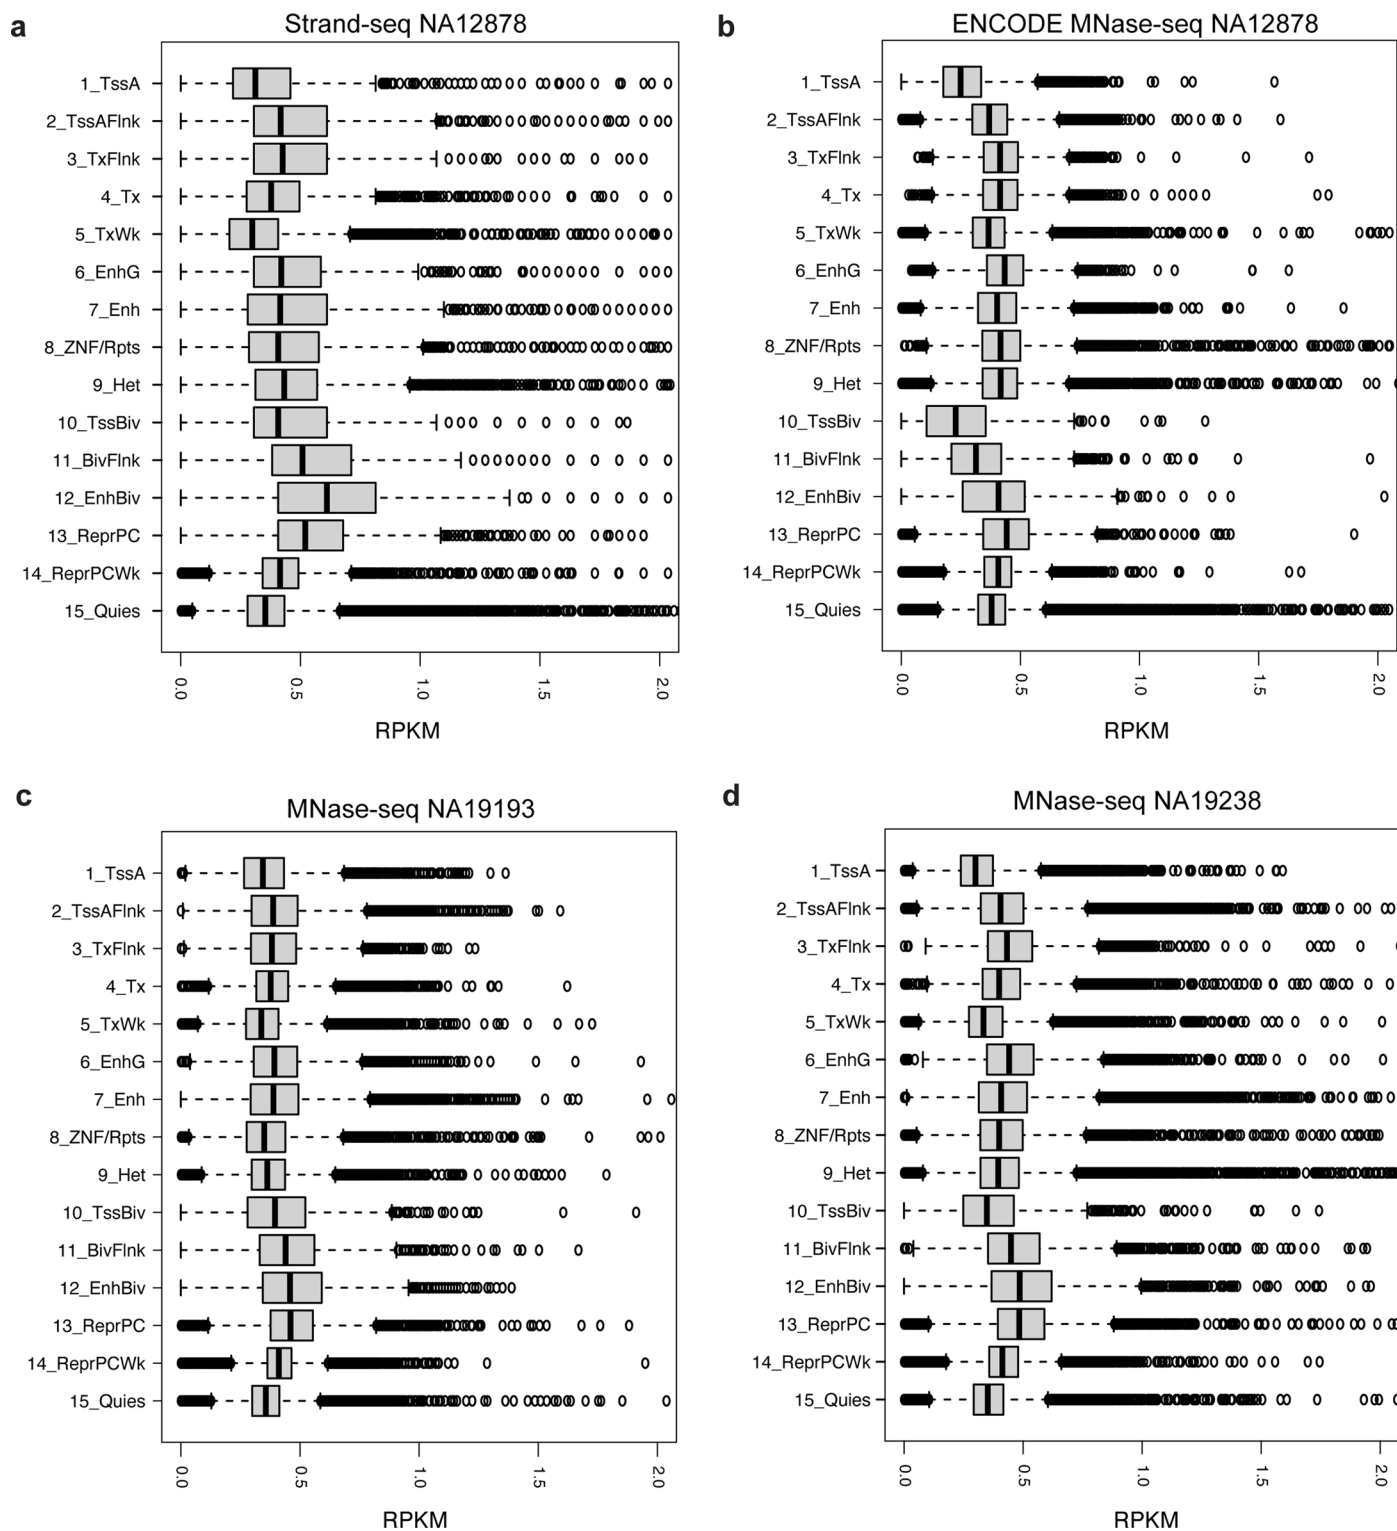 a
Strand-seq NA12878
1_TssA
2_TssAFlnk
3_TxFlnk
4_Tx
5_TxWk
6_EnhG
7_Enh
8_ZNF/Rpts
9_Het
10_TssBiv
11_BivFlnk
12_EnhBiv
13_ReprPC
14_ReprPCWk
15_Quies
0.0 0.5 1.0 1.5 2.0
RPKM
b
ENCODE MNase-seq NA12878
1_TssA
2_TssAFlnk
3_TxFlnk
4_Tx
5_TxWk
6_EnhG
7_Enh
8_ZNF/Rpts
9_Het
10_TssBiv
11_BivFlnk
12_EnhBiv
13_ReprPC
14_ReprPCWk
15_Quies
0.0 0.5 1.0 1.5 2.0
RPKM
c
MNase-seq NA19193
1_TssA
2_TssAFlnk
3_TxFlnk
4_Tx
5_TxWk
6_EnhG
7_Enh
8_ZNF/Rpts
9_Het
10_TssBiv
11_BivFlnk
12_EnhBiv
13_ReprPC
14_ReprPCWk
15_Quies
0.0 0.5 1.0 1.5 2.0
RPKM
d
MNase-seq NA19238
1_TssA
2_TssAFlnk
3_TxFlnk
4_Tx
5_TxWk
6_EnhG
7_Enh
8_ZNF/Rpts
9_Het
10_TssBiv
11_BivFlnk
12_EnhBiv
13_ReprPC
14_ReprPCWk
15_Quies
0.0 0.5 1.0 1.5 2.0
RPKM